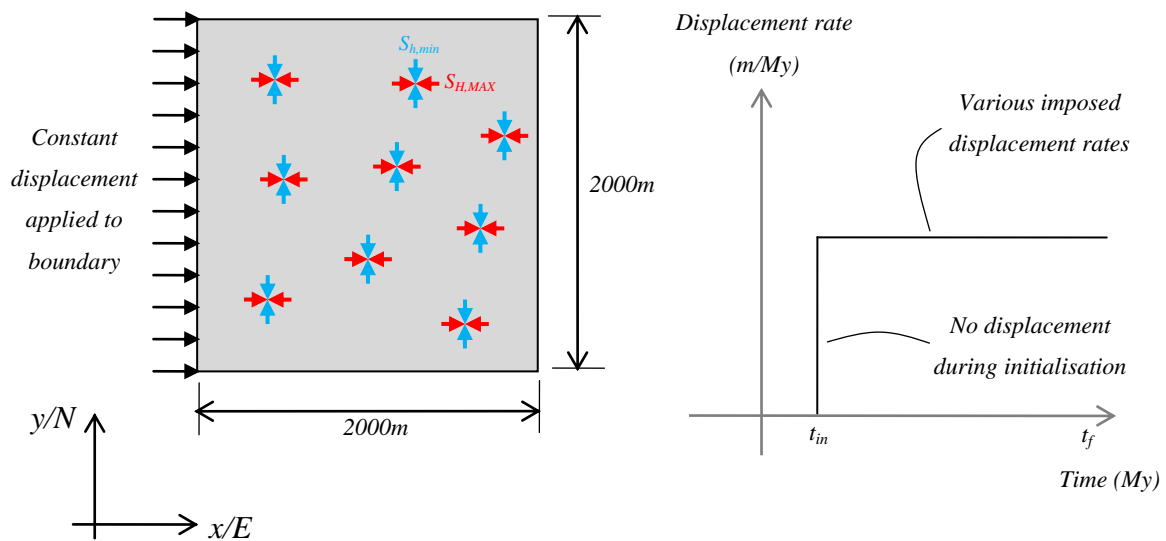 S_h,min
S_H,MAX
Constant
displacement
applied to
boundary
2000m
2000m
y/N
x/E
Displacement rate
(m/My)
Various imposed
displacement rates
No displacement
during initialisation
t_in
t_f
Time (My)